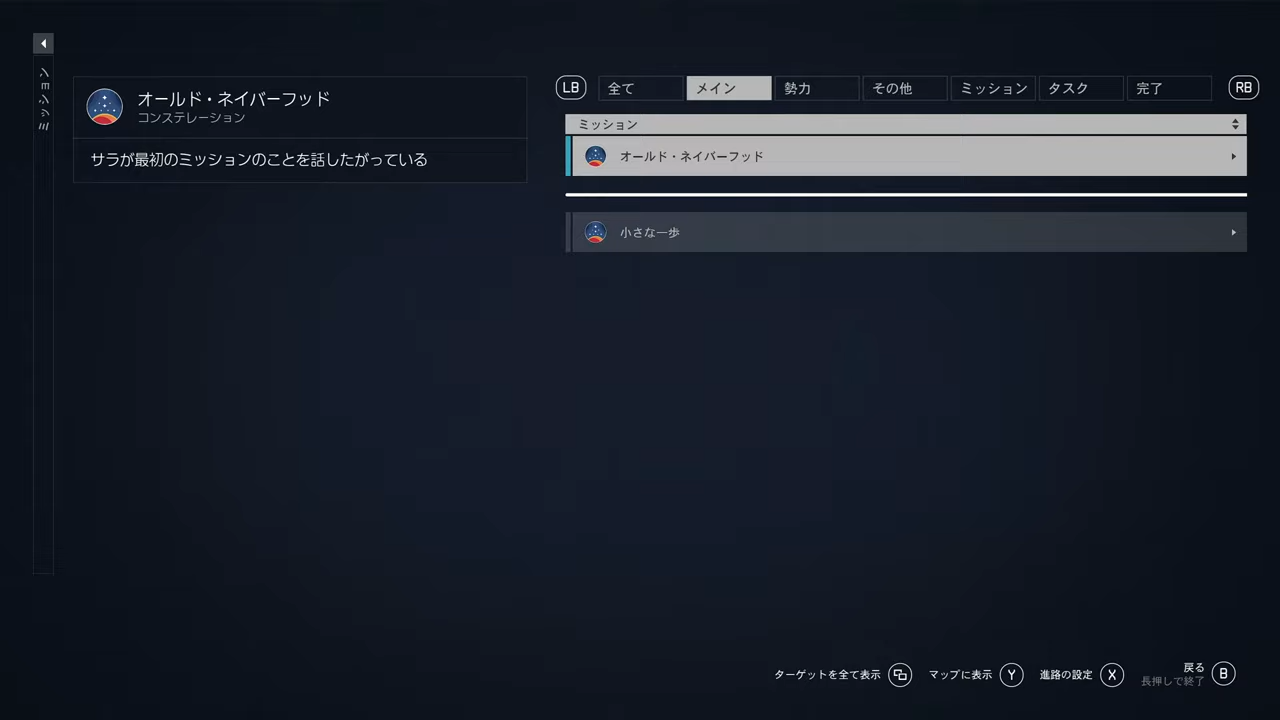 ミッション
オールド・ネイバーフッド
コンステレーション
サラが最初のミッションのことを話したがっている
LB 全て メイン 勢力 その他 ミッション タスク 完了 RB
ミッション
オールド・ネイバーフッド
小さな一歩
ターゲットを全て表示 マップに表示 Y 進路の設定 X 戻る B
長押しで終了